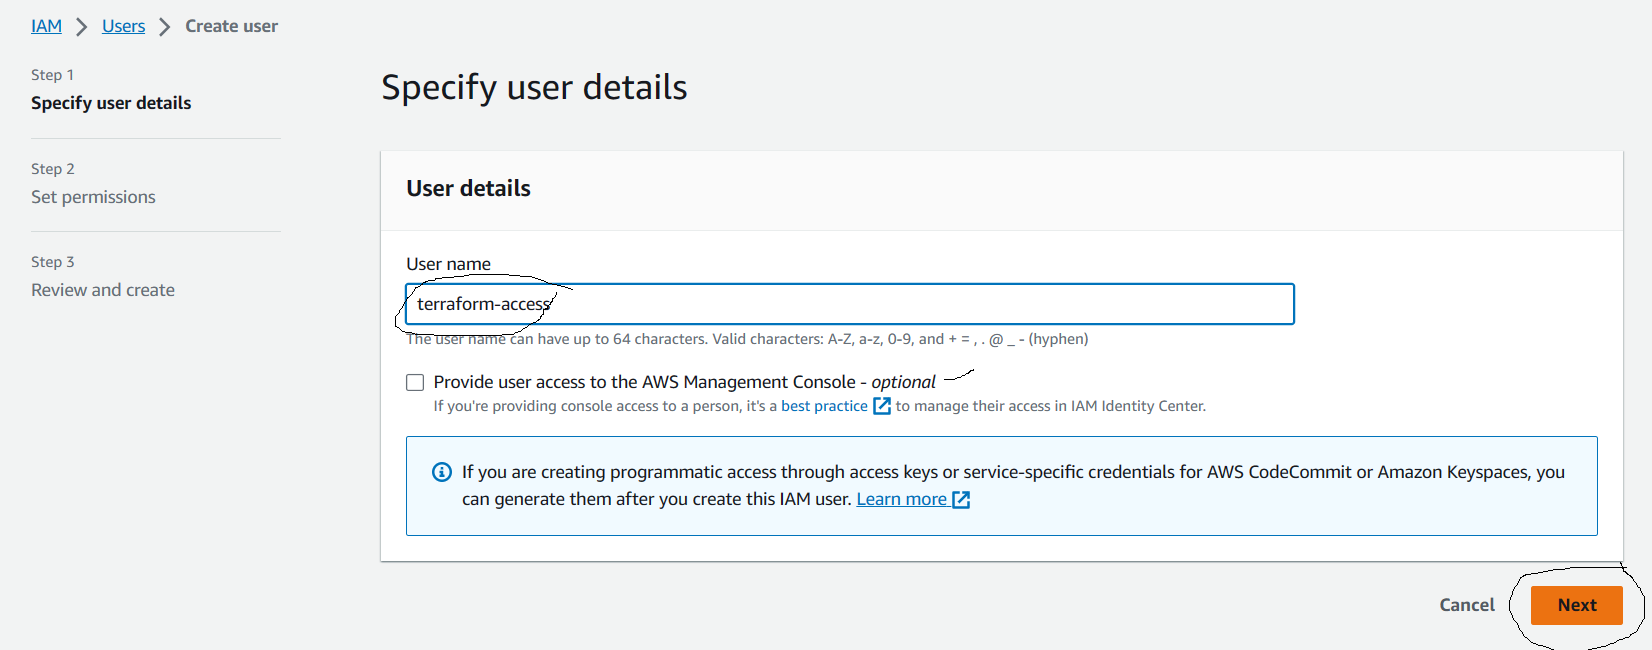 IAM > Users > Create user
Step 1
Specify user details
Step 2
Set permissions
Step 3
Review and create
Specify user details
User details
User name
terraform-access
The user name can have up to 64 characters. Valid characters: A-Z, a-z, 0-9, and + = , . @ _ - (hyphen)
Provide user access to the AWS Management Console - optional
If you're providing console access to a person, it's a best practice to manage their access in IAM Identity Center.
If you are creating programmatic access through access keys or service-specific credentials for AWS CodeCommit or Amazon Keyspaces, you
can generate them after you create this IAM user. Learn more
Cancel
Next